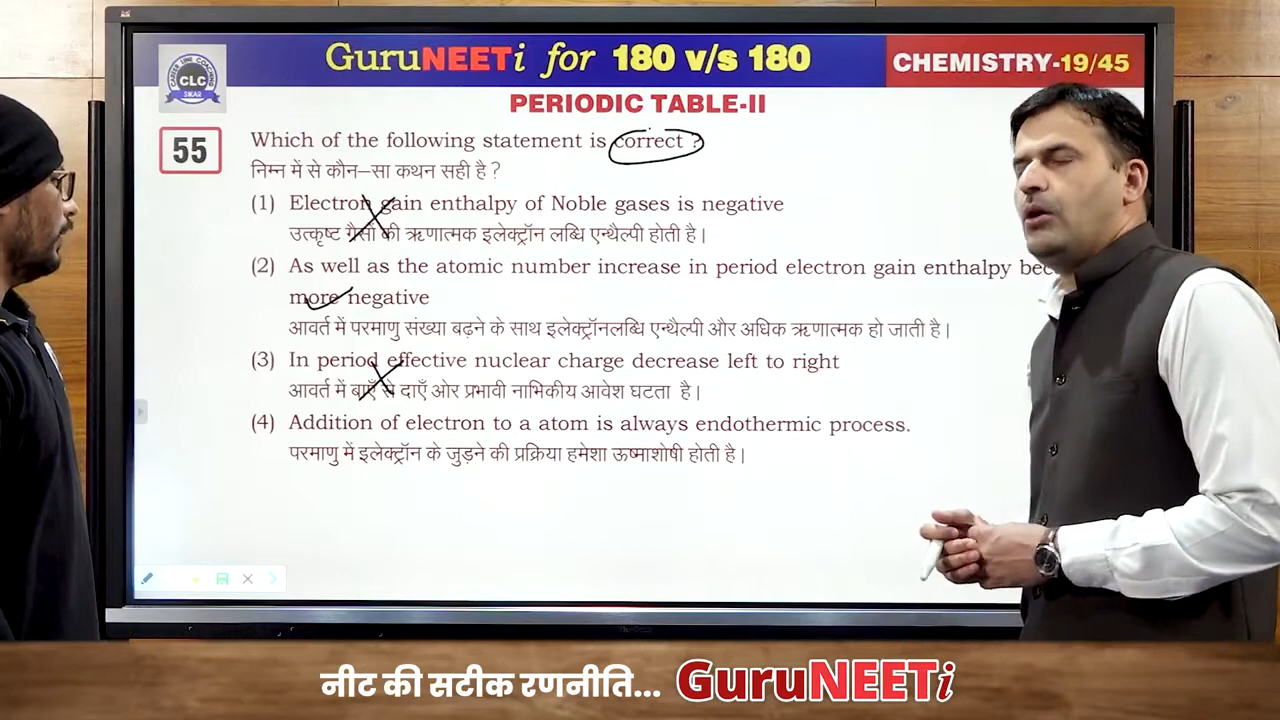 GuruNEETi for 180 v/s 180
CHEMISTRY-19/45
CAREER LINE COACHING
CLC
SIKAR
PERIODIC TABLE-II
55
Which of the following statement is correct ?
निम्न में से कौन–सा कथन सही है ?
(1) Electron gain enthalpy of Noble gases is negative
उत्कृष्ट गैसों की ऋणात्मक इलेक्ट्रॉन लब्धि एन्थैल्पी होती है।
(2) As well as the atomic number increase in period electron gain enthalpy
more negative
आवर्त में परमाणु संख्या बढ़ने के साथ इलेक्ट्रॉनलब्धि एन्थैल्पी और अधिक ऋणात्मक हो जाती है।
(3) In period effective nuclear charge decrease left to right
आवर्त में बाएँ से दाएँ ओर प्रभावी नाभिकीय आवेश घटता है।
(4) Addition of electron to a atom is always endothermic process.
परमाणु में इलेक्ट्रॉन के जुड़ने की प्रक्रिया हमेशा ऊष्माशोषी होती है।
नीट की सटीक रणनीति... GuruNEETi